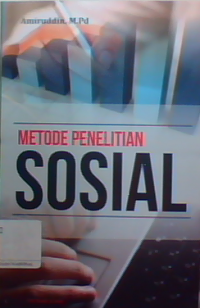 Amiruddin, M.Pd
METODE PENELITIAN
SOSIAL